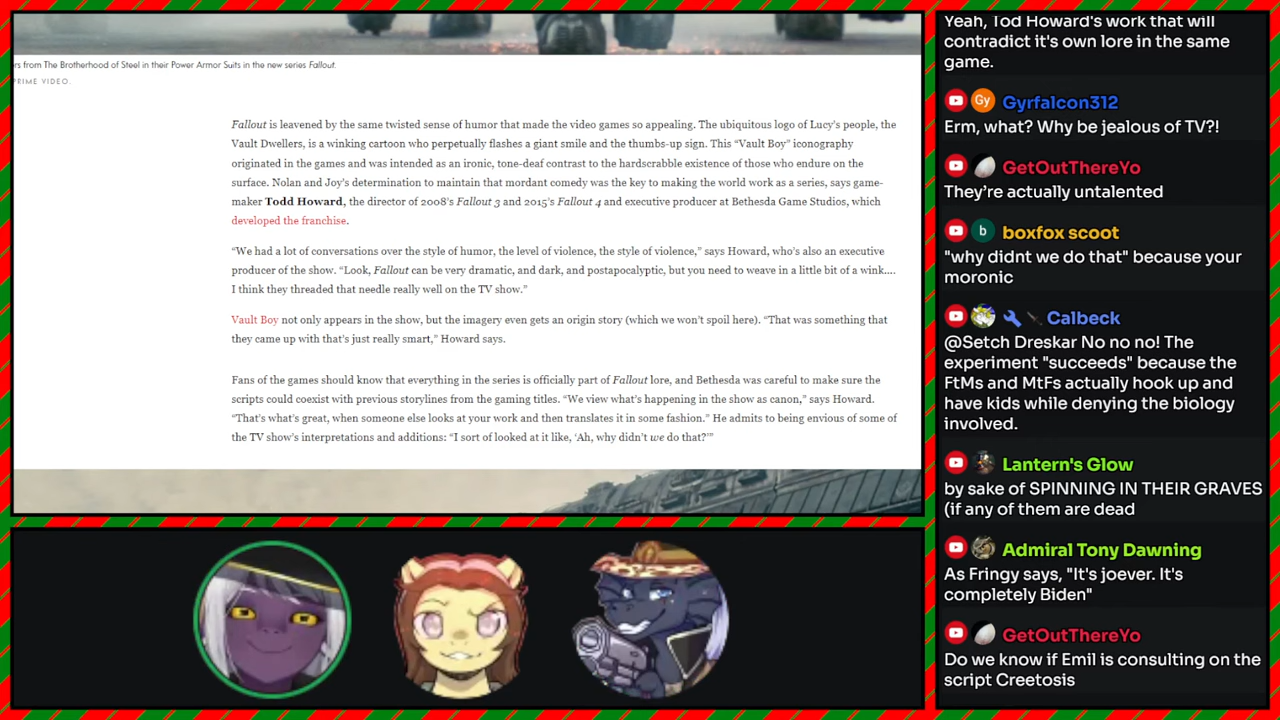 rs from The Brotherhood of Steel in their Power Armor Suits in the new series Fallout.
PRIME VIDEO.
Fallout is leavened by the same twisted sense of humor that made the video games so appealing. The ubiquitous logo of Lucy's people, the
Vault Dwellers, is a winking cartoon who perpetually flashes a giant smile and the thumbs-up sign. This “Vault Boy” iconography
originated in the games and was intended as an ironic, tone-deaf contrast to the hardscrabble existence of those who endure on the
surface. Nolan and Joy's determination to maintain that mordant comedy was the key to making the world work as a series, says game-
maker Todd Howard, the director of 2008's Fallout 3 and 2015's Fallout 4 and executive producer at Bethesda Game Studios, which
developed the franchise.
“We had a lot of conversations over the style of humor, the level of violence, the style of violence,” says Howard, who's also an executive
producer of the show. “Look, Fallout can be very dramatic, and dark, and postapocalyptic, but you need to weave in a little bit of a wink....
I think they threaded that needle really well on the TV show.”
Vault Boy not only appears in the show, but the imagery even gets an origin story (which we won't spoil here). “That was something that
they came up with that's just really smart,” Howard says.
Fans of the games should know that everything in the series is officially part of Fallout lore, and Bethesda was careful to make sure the
scripts could coexist with previous storylines from the gaming titles. “We view what's happening in the show as canon,” says Howard.
“That's what's great, when someone else looks at your work and then translates it in some fashion.” He admits to being envious of some of
the TV show's interpretations and additions: “I sort of looked at it like, ‘Ah, why didn't we do that?’”
Yeah, Tod Howard's work that will
contradict it's own lore in the same
game.
Gy Gyrfalcon312
Erm, what? Why be jealous of TV?!
GetOutThereYo
They're actually untalented
b boxfox scoot
"why didnt we do that" because your
moronic
Calbeck
@Setch Dreskar No no no! The
experiment "succeeds" because the
FtMs and MtFs actually hook up and
have kids while denying the biology
involved.
Lantern's Glow
by sake of SPINNING IN THEIR GRAVES
(if any of them are dead
Admiral Tony Dawning
As Fringy says, "It's joever. It's
completely Biden"
GetOutThereYo
Do we know if Emil is consulting on the
script Creetosis